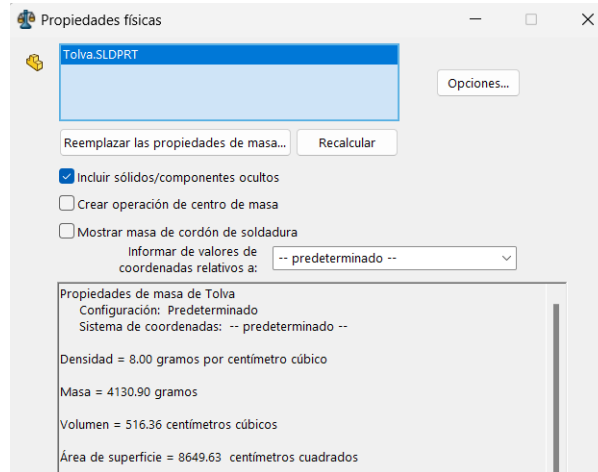 Propiedades físicas
Tolva.SLDPRT
Opciones...
Reemplazar las propiedades de masa...
Recalcular
Incluir sólidos/componentes ocultos
Crear operación de centro de masa
Mostrar masa de cordón de soldadura
Informar de valores de
coordenadas relativos a:
-- predeterminado --
Propiedades de masa de Tolva
Configuración: Predeterminado
Sistema de coordenadas: -- predeterminado --
Densidad = 8.00 gramos por centímetro cúbico
Masa = 4130.90 gramos
Volumen = 516.36 centímetros cúbicos
Área de superficie = 8649.63 centímetros cuadrados